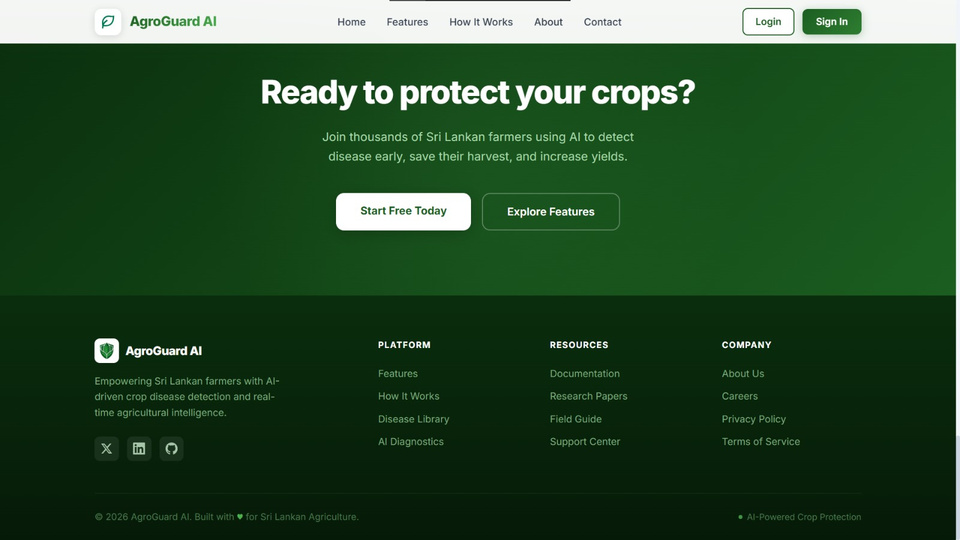 AgroGuard AI
Home Features How It Works About Contact
Login Sign In
Ready to protect your crops?
Join thousands of Sri Lankan farmers using AI to detect
disease early, save their harvest, and increase yields.
Start Free Today Explore Features
AgroGuard AI
Empowering Sri Lankan farmers with AI-
driven crop disease detection and real-
time agricultural intelligence.
PLATFORM
Features
How It Works
Disease Library
AI Diagnostics
RESOURCES
Documentation
Research Papers
Field Guide
Support Center
COMPANY
About Us
Careers
Privacy Policy
Terms of Service
© 2026 AgroGuard AI. Built with ♥ for Sri Lankan Agriculture.
AI-Powered Crop Protection